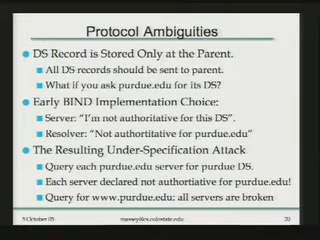 Protocol Ambiguities
DS Record is Stored Only at the Parent.
All DS records should be sent to parent.
What if you ask purdue.edu for its DS?
Early BIND Implementation Choice:
Server: “I’m not authoritative for this DS”.
Resolver: “Not authortitative for purdue.edu”
The Resulting Under-Specification Attack
Query each purdue.edu server for purdue DS.
Each server declared not authortiative for purdue.edu!
Query for www.purdue.edu: all servers are broken
5 October 05
massey@cs.colostate.edu
20